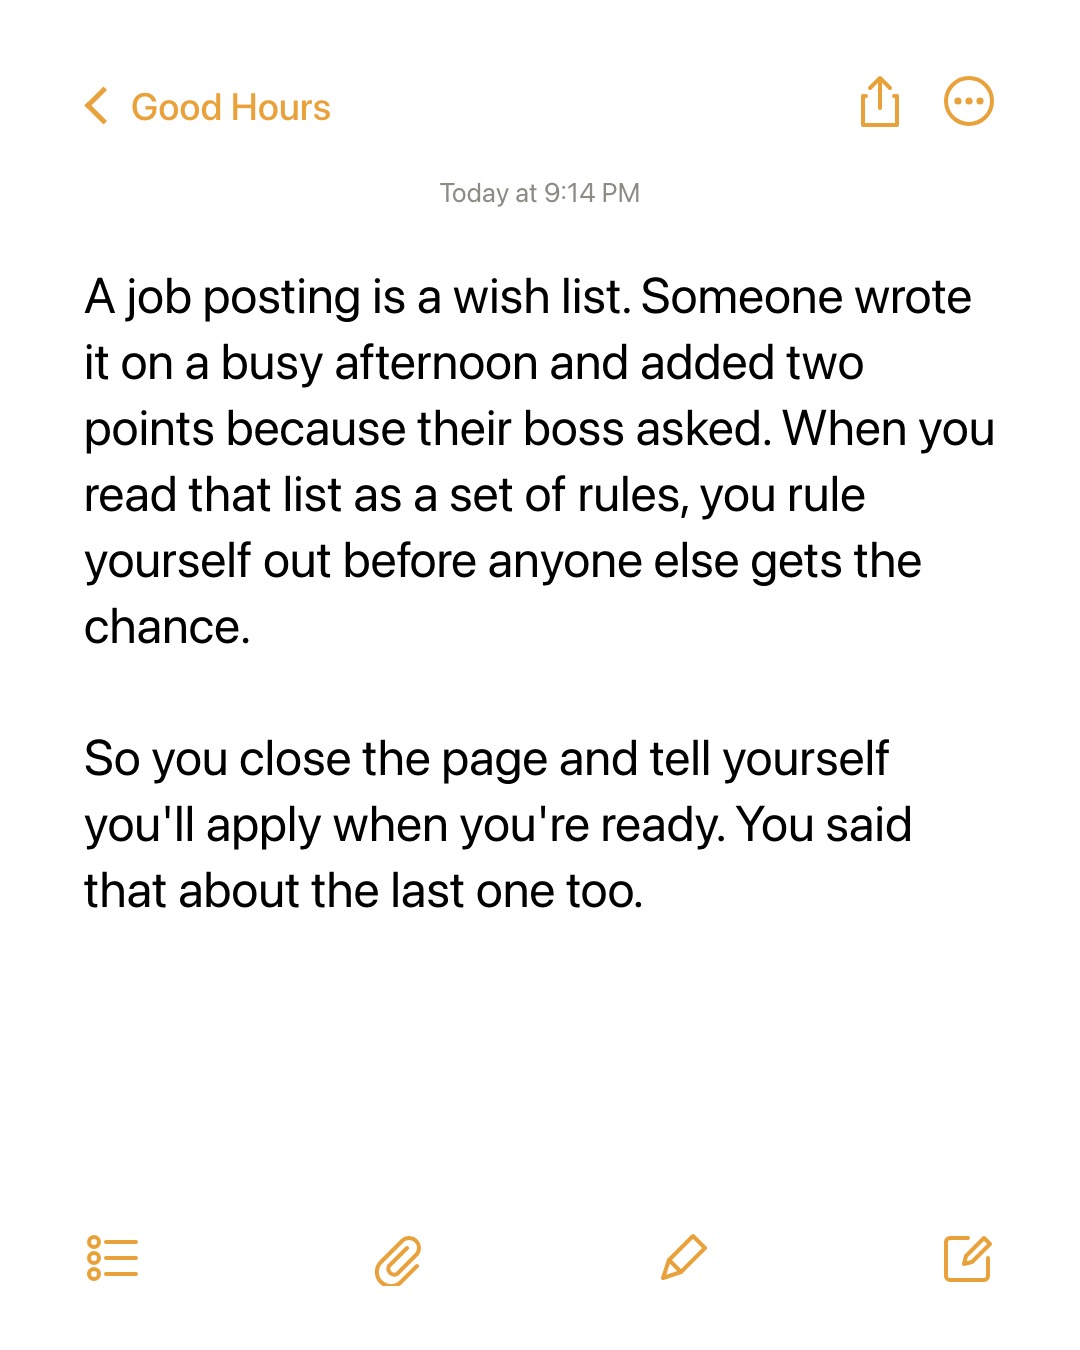 Good Hours
Today at 9:14 PM
A job posting is a wish list. Someone wrote
it on a busy afternoon and added two
points because their boss asked. When you
read that list as a set of rules, you rule
yourself out before anyone else gets the
chance.
So you close the page and tell yourself
you'll apply when you're ready. You said
that about the last one too.